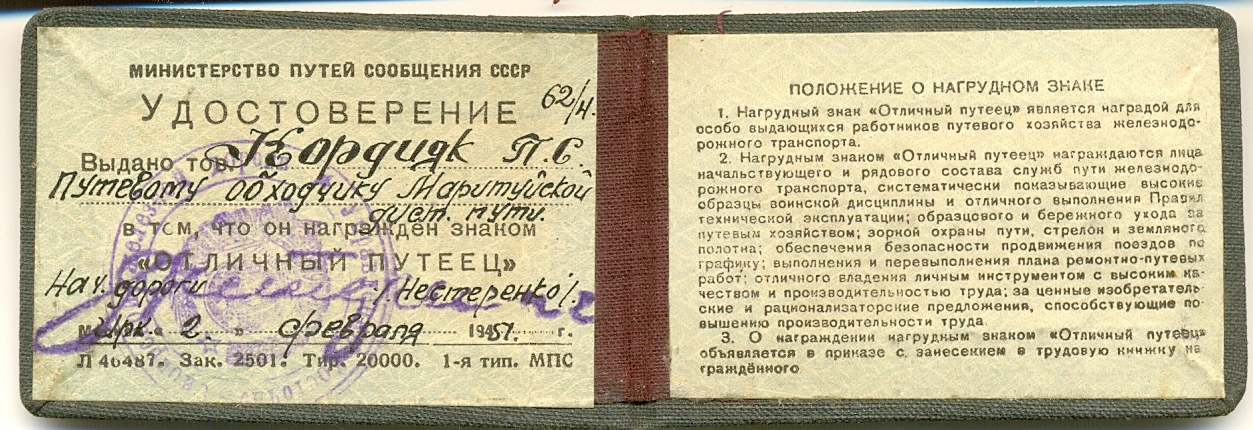 МИНИСТЕРСТВО ПУТЕЙ СООБЩЕНИЯ СССР
УДОСТОВЕРЕНИЕ 62/Н.
Выдано тов. Кордидяк П.С.
Путевому обходчику Маритуйской
дист. пути.
в том, что он награжден знаком
«ОТЛИЧНЫЙ ПУТЕЕЦ»
Нач. дороги /Нестеренко/.
Ирк. « 2. » февраля 1951. г.
Л 46487. Зак. 2501. Тир. 20000. 1-я тип. МПС
ПОЛОЖЕНИЕ О НАГРУДНОМ ЗНАКЕ
1. Нагрудный знак «Отличный путеец» является наградой для
особо выдающихся работников путевого хозяйства железнодо-
рожного транспорта.
2. Нагрудным знаком «Отличный путеец» награждаются лица
начальствующего и рядового состава служб пути железнодо-
рожного транспорта, систематически показывающие высокие
образцы воинской дисциплины и отличного выполнения Правил
технической эксплуатации; образцового и бережного ухода за
путевым хозяйством; зоркой охраны пути, стрелок и земляного
полотна; обеспечения безопасности продвижения поездов по
графику; выполнения и перевыполнения плана ремонтно-путевых
работ; отличного владения личным инструментом с высоким ка-
чеством и производительностью труда; за ценные изобретатель-
ские и рационализаторские предложения, способствующие по-
вышению производительности труда.
3. О награждении нагрудным знаком «Отличный путеец»
объявляется в приказе с занесением в трудовую книжку на-
граждённого